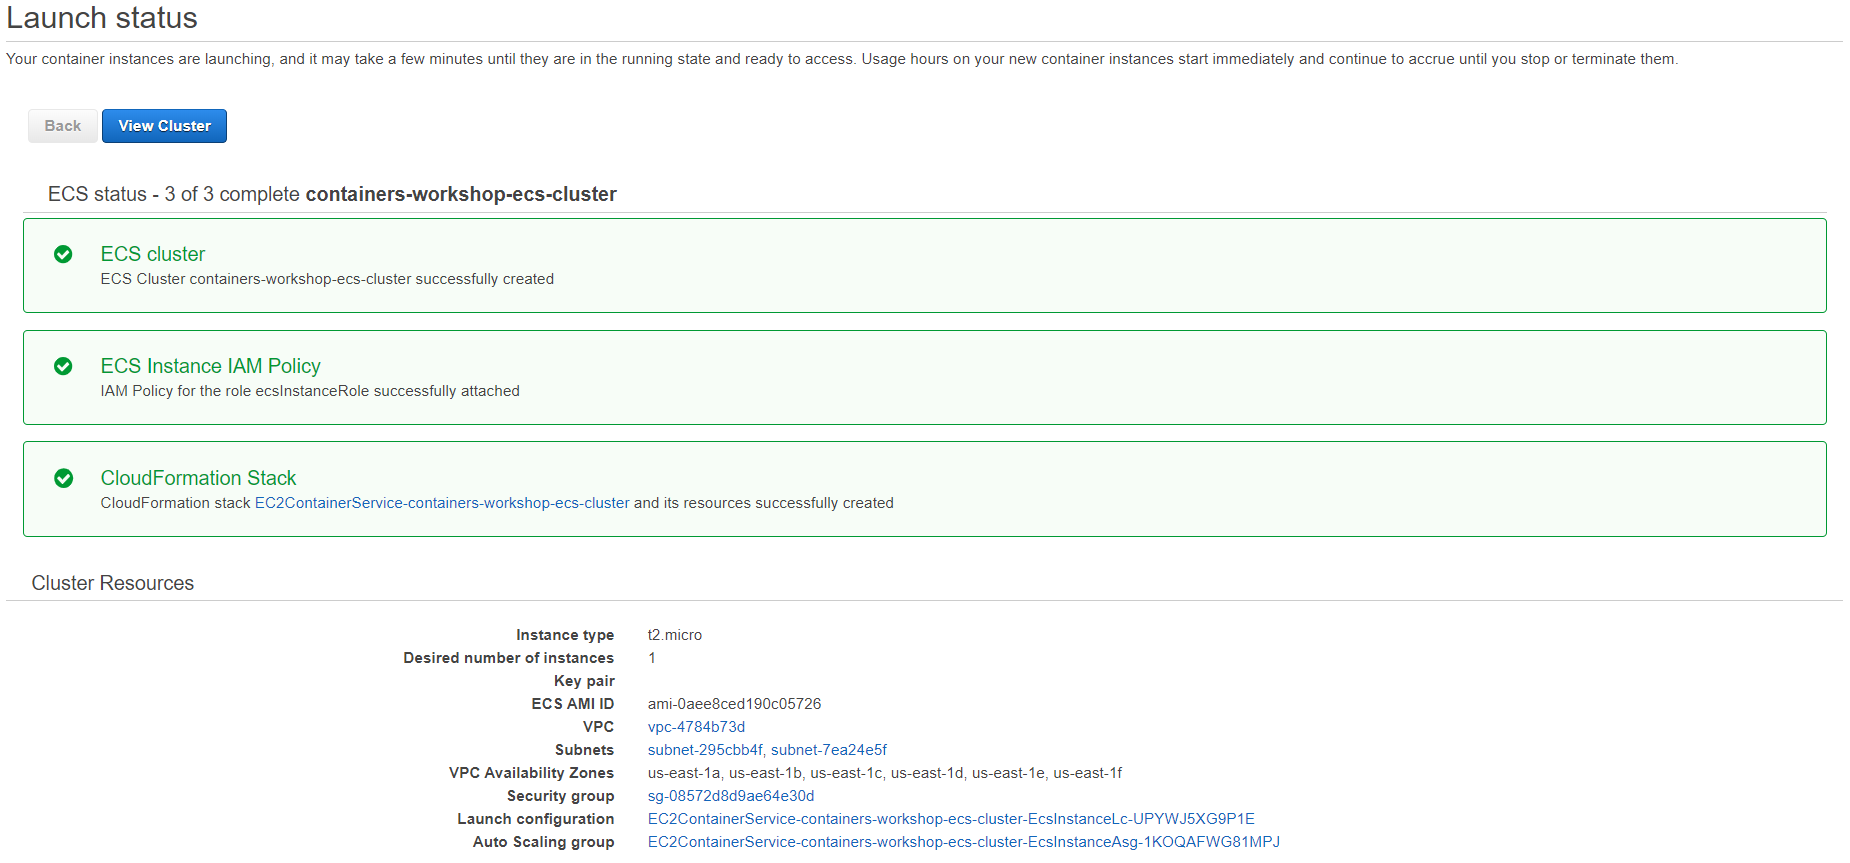 Launch status
Your container instances are launching, and it may take a few minutes until they are in the running state and ready to access. Usage hours on your new container instances start immediately and continue to accrue until you stop or terminate them.
Back View Cluster
ECS status - 3 of 3 complete containers-workshop-ecs-cluster
ECS cluster
ECS Cluster containers-workshop-ecs-cluster successfully created
ECS Instance IAM Policy
IAM Policy for the role ecsInstanceRole successfully attached
CloudFormation Stack
CloudFormation stack EC2ContainerService-containers-workshop-ecs-cluster and its resources successfully created
Cluster Resources
Instance type t2.micro
Desired number of instances 1
Key pair
ECS AMI ID ami-0aee8ced190c05726
VPC vpc-4784b73d
Subnets subnet-295cbb4f, subnet-7ea24e5f
VPC Availability Zones us-east-1a, us-east-1b, us-east-1c, us-east-1d, us-east-1e, us-east-1f
Security group sg-08572d8d9ae64e30d
Launch configuration EC2ContainerService-containers-workshop-ecs-cluster-EcsInstanceLc-UPYWJ5XG9P1E
Auto Scaling group EC2ContainerService-containers-workshop-ecs-cluster-EcsInstanceAsg-1KOQAFWG81MPJ